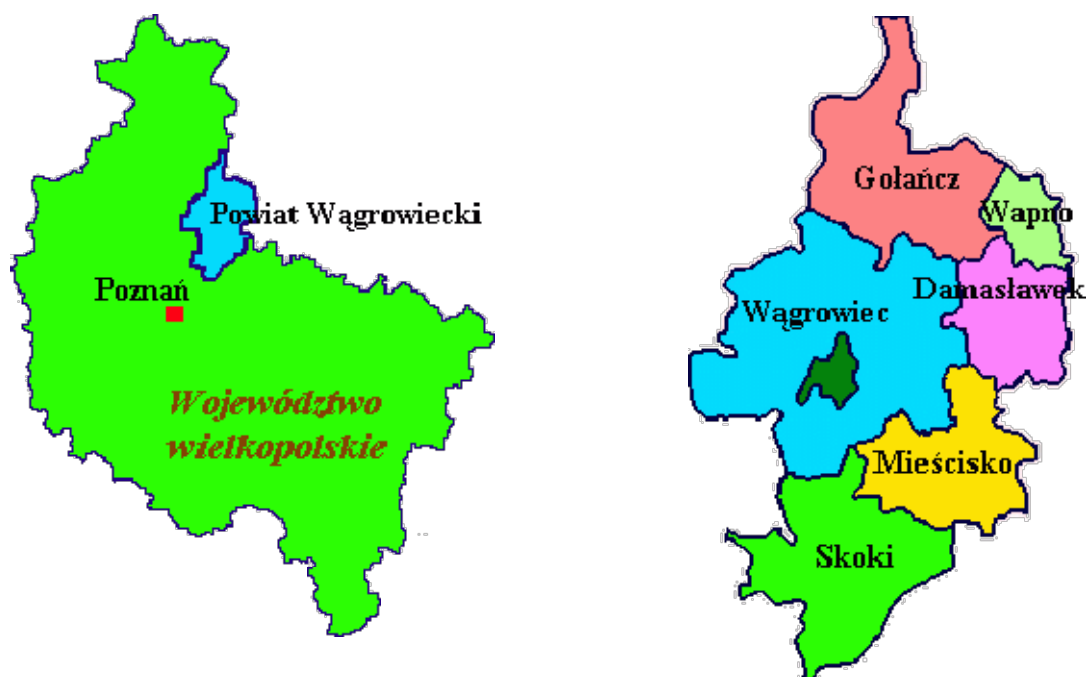 Powiat Wągrowiecki
Poznań
Województwo
wielkopolskie
Gołańcz
Wapno
Damasławek
Wągrowiec
Mieścisko
Skoki